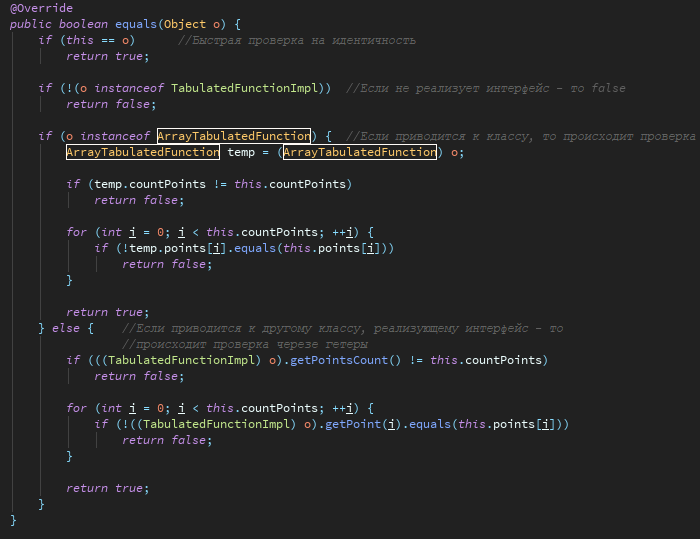 @Override
public boolean equals(Object o) {
if (this == o) //Быстрая проверка на идентичность
return true;
if (!(o instanceof TabulatedFunctionImpl)) //Если не реализует интерфейс - то false
return false;
if (o instanceof ArrayTabulatedFunction) { //Если приводится к классу, то происходит проверка
ArrayTabulatedFunction temp = (ArrayTabulatedFunction) o;
if (temp.countPoints != this.countPoints)
return false;
for (int i = 0; i < this.countPoints; ++i) {
if (!temp.points[i].equals(this.points[i]))
return false;
}
return true;
} else { //Если приводится к другому классу, реализующему интерфейс - то
//происходит проверка черезе гетеры
if (((TabulatedFunctionImpl) o).getPointsCount() != this.countPoints)
return false;
for (int i = 0; i < this.countPoints; ++i) {
if (!((TabulatedFunctionImpl) o).getPoint(i).equals(this.points[i]))
return false;
}
return true;
}
}